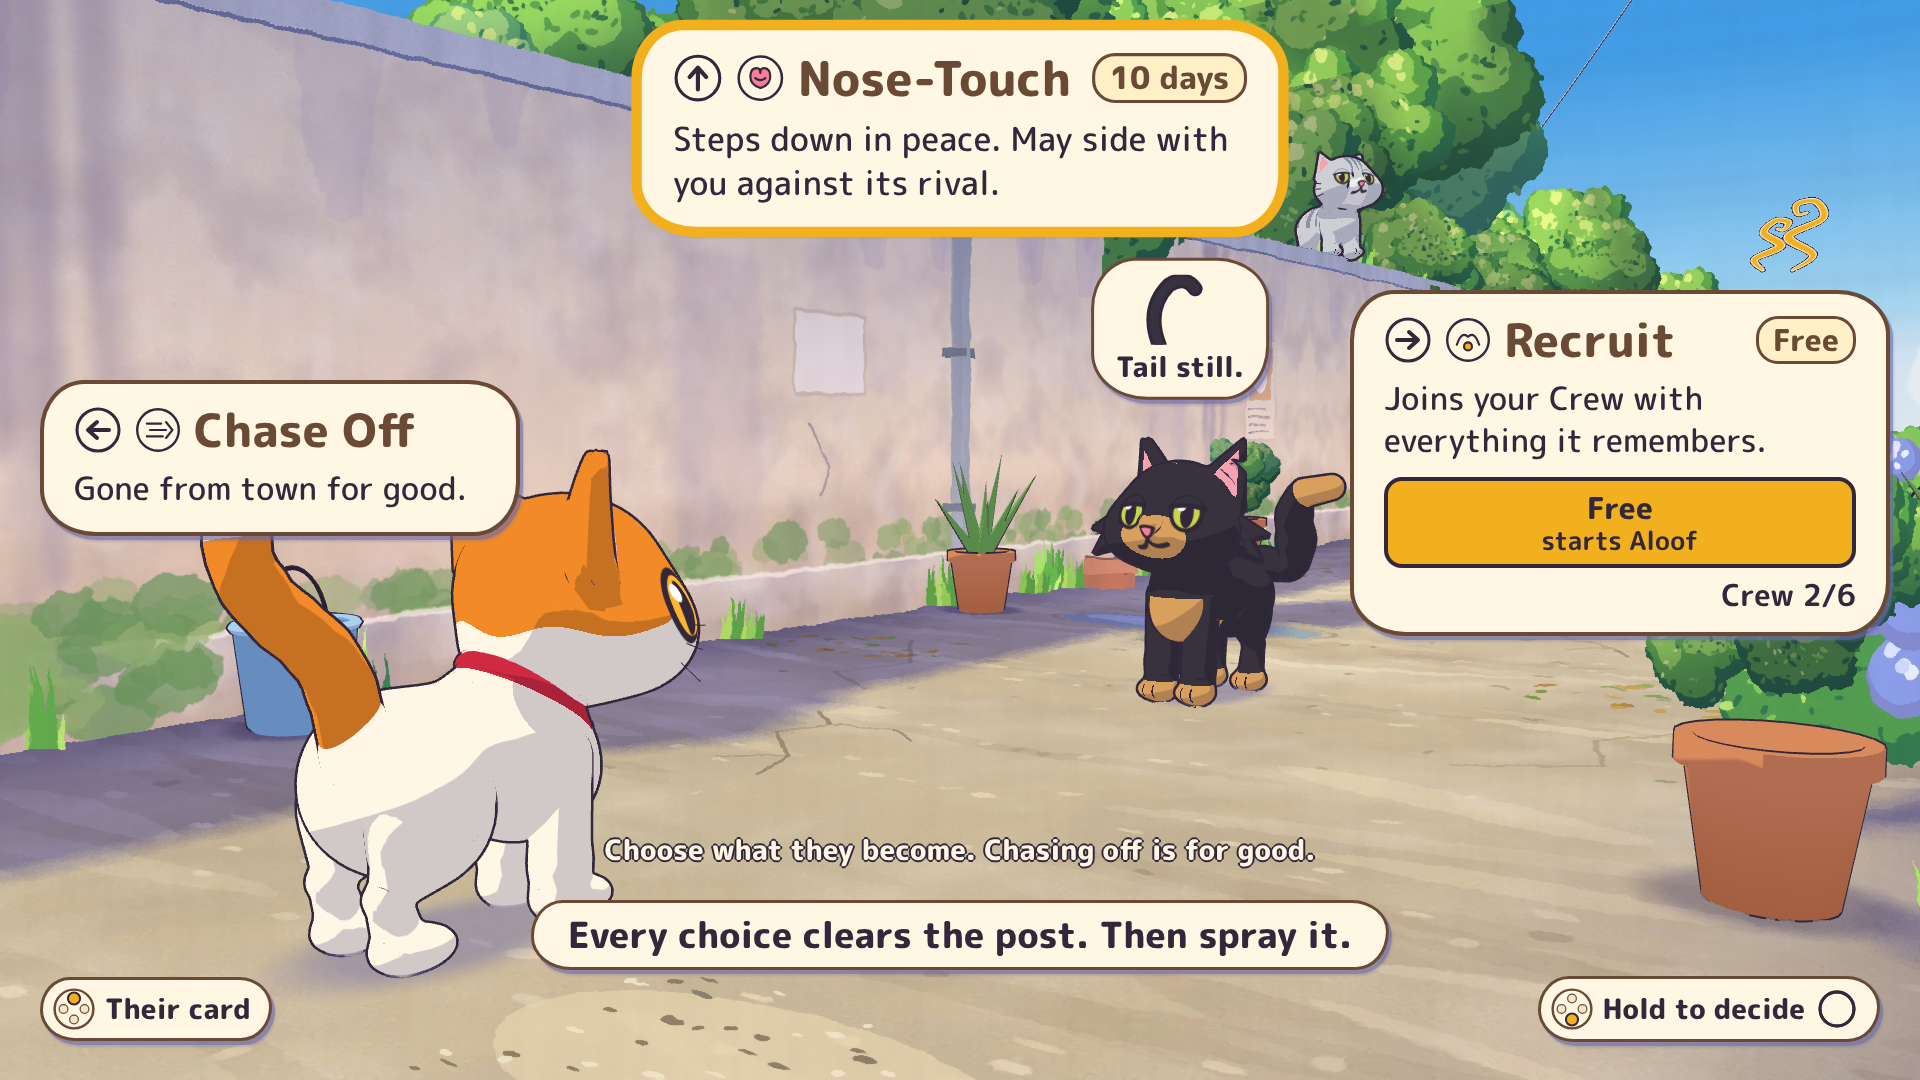 Nose-Touch
10 days
Steps down in peace. May side with
you against its rival.
Tail still.
Chase Off
Gone from town for good.
Recruit
Free
Joins your Crew with
everything it remembers.
Free
starts Aloof
Crew 2/6
Choose what they become. Chasing off is for good.
Every choice clears the post. Then spray it.
Their card
Hold to decide